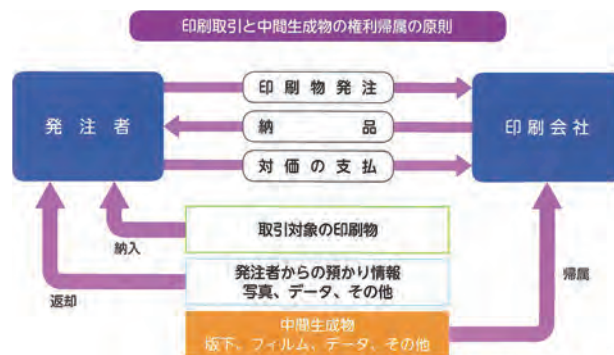 印刷取引と中間生成物の権利帰属の原則
発注者
印刷物発注
納品
対価の支払
印刷会社
取引対象の印刷物
納入
発注者からの預かり情報
写真、データ、その他
返却
帰属
中間生成物
版下、フィルム、データ、その他